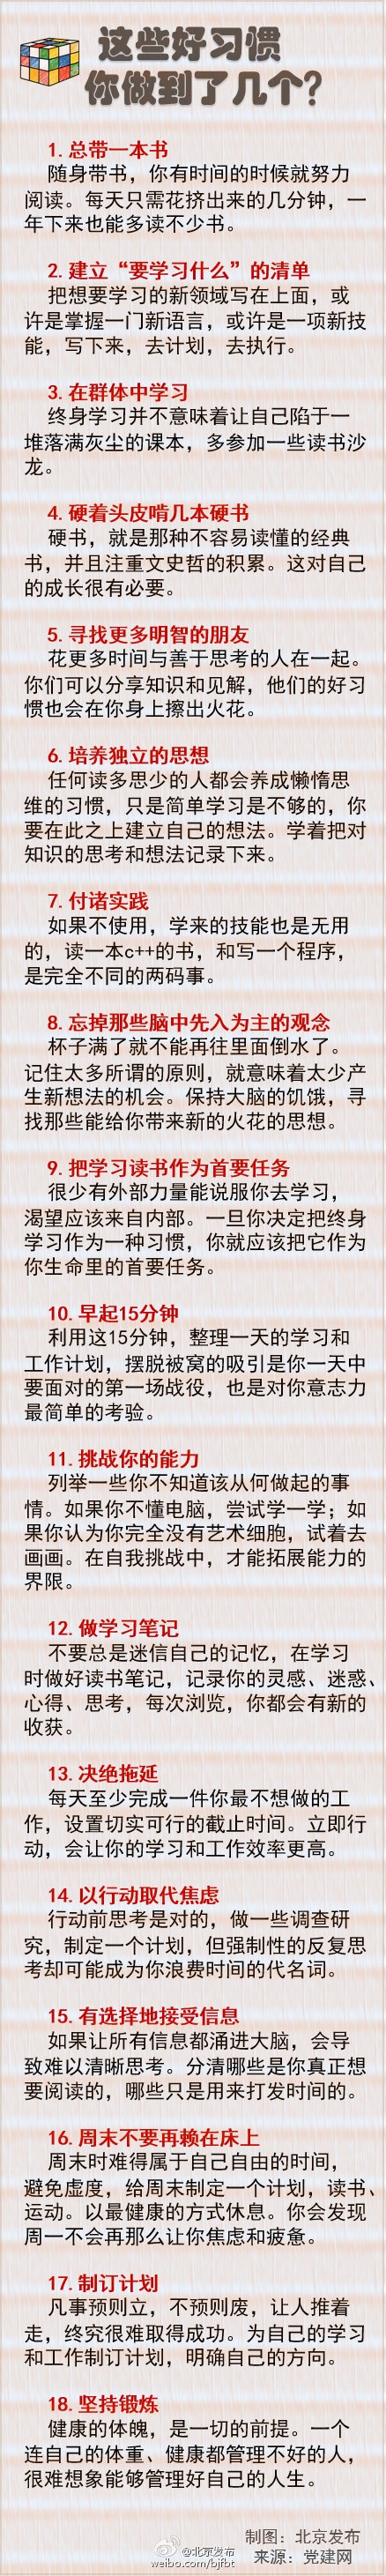 这些好习惯
你做到了几个?
1. 总带一本书
随身带书，你有时间的时候就努力
阅读。每天只需花挤出来的几分钟，一
年下来也能多读不少书。
2. 建立“要学习什么”的清单
把想要学习的新领域写在上面，或
许是掌握一门新语言，或许是一项新技
能，写下来，去计划，去执行。
3. 在群体中学习
终身学习并不意味着让自己陷于一
堆落满灰尘的课本，多参加一些读书沙
龙。
4. 硬着头皮啃几本硬书
硬书，就是那种不容易读懂的经典
书，并且注重文史哲的积累。这对自己
的成长很有必要。
5. 寻找更多明智的朋友
花更多时间与善于思考的人在一起。
你们可以分享知识和见解，他们的好习
惯也会在你身上擦出火花。
6. 培养独立的思想
任何读多思少的人都会养成懒惰思
维的习惯，只是简单学习是不够的，你
要在此之上建立自己的想法。学着把对
知识的思考和想法记录下来。
7. 付诸实践
如果不使用，学来的技能也是无用
的，读一本c++的书，和写一个程序，
是完全不同的两码事。
8. 忘掉那些脑中先入为主的观念
杯子满了就不能再往里面倒水了。
记住太多所谓的原则，就意味着太少产
生新想法的机会。保持大脑的饥饿，寻
找那些能给你带来新的火花的思想。
9. 把学习读书作为首要任务
很少有外部力量能说服你去学习，
渴望应该来自内部。一旦你决定把终身
学习作为一种习惯，你就应该把它作为
你生命里的首要任务。
10. 早起15分钟
利用这15分钟，整理一天的学习和
工作计划，摆脱被窝的吸引是你一天中
要面对的第一场战役，也是对你意志力
最简单的考验。
11. 挑战你的能力
列举一些你不知道该从何做起的事
情。如果你不懂电脑，尝试学一学；如
果你认为你完全没有艺术细胞，试着去
画画。在自我挑战中，才能拓展能力的
界限。
12. 做学习笔记
不要总是迷信自己的记忆，在学习
时做好读书笔记，记录你的灵感、迷惑、
心得、思考，每次浏览，你都会有新的
收获。
13. 决绝拖延
每天至少完成一件你最不想做的工
作，设置切实可行的截止时间。立即行
动，会让你的学习和工作效率更高。
14. 以行动取代焦虑
行动前思考是对的，做一些调查研
究，制定一个计划，但强制性的反复思
考却可能成为你浪费时间的代名词。
15. 有选择地接受信息
如果让所有信息都涌进大脑，会导
致难以清晰思考。分清哪些是你真正想
要阅读的，哪些只是用来打发时间的。
16. 周末不要再赖在床上
周末时难得属于自己自由的时间，
避免虚度，给周末制定一个计划，读书、
运动。以最健康的方式休息。你会发现
周一不会再那么让你焦虑和疲惫。
17. 制订计划
凡事预则立，不预则废，让人推着
走，终究很难取得成功。为自己的学习
和工作制订计划，明确自己的方向。
18. 坚持锻炼
健康的体魄，是一切的前提。一个
连自己的体重、健康都管理不好的人，
很难想象能够管理好自己的人生。
制图：北京发布
来源：党建网
@北京发布
weibo.com/bjfbt